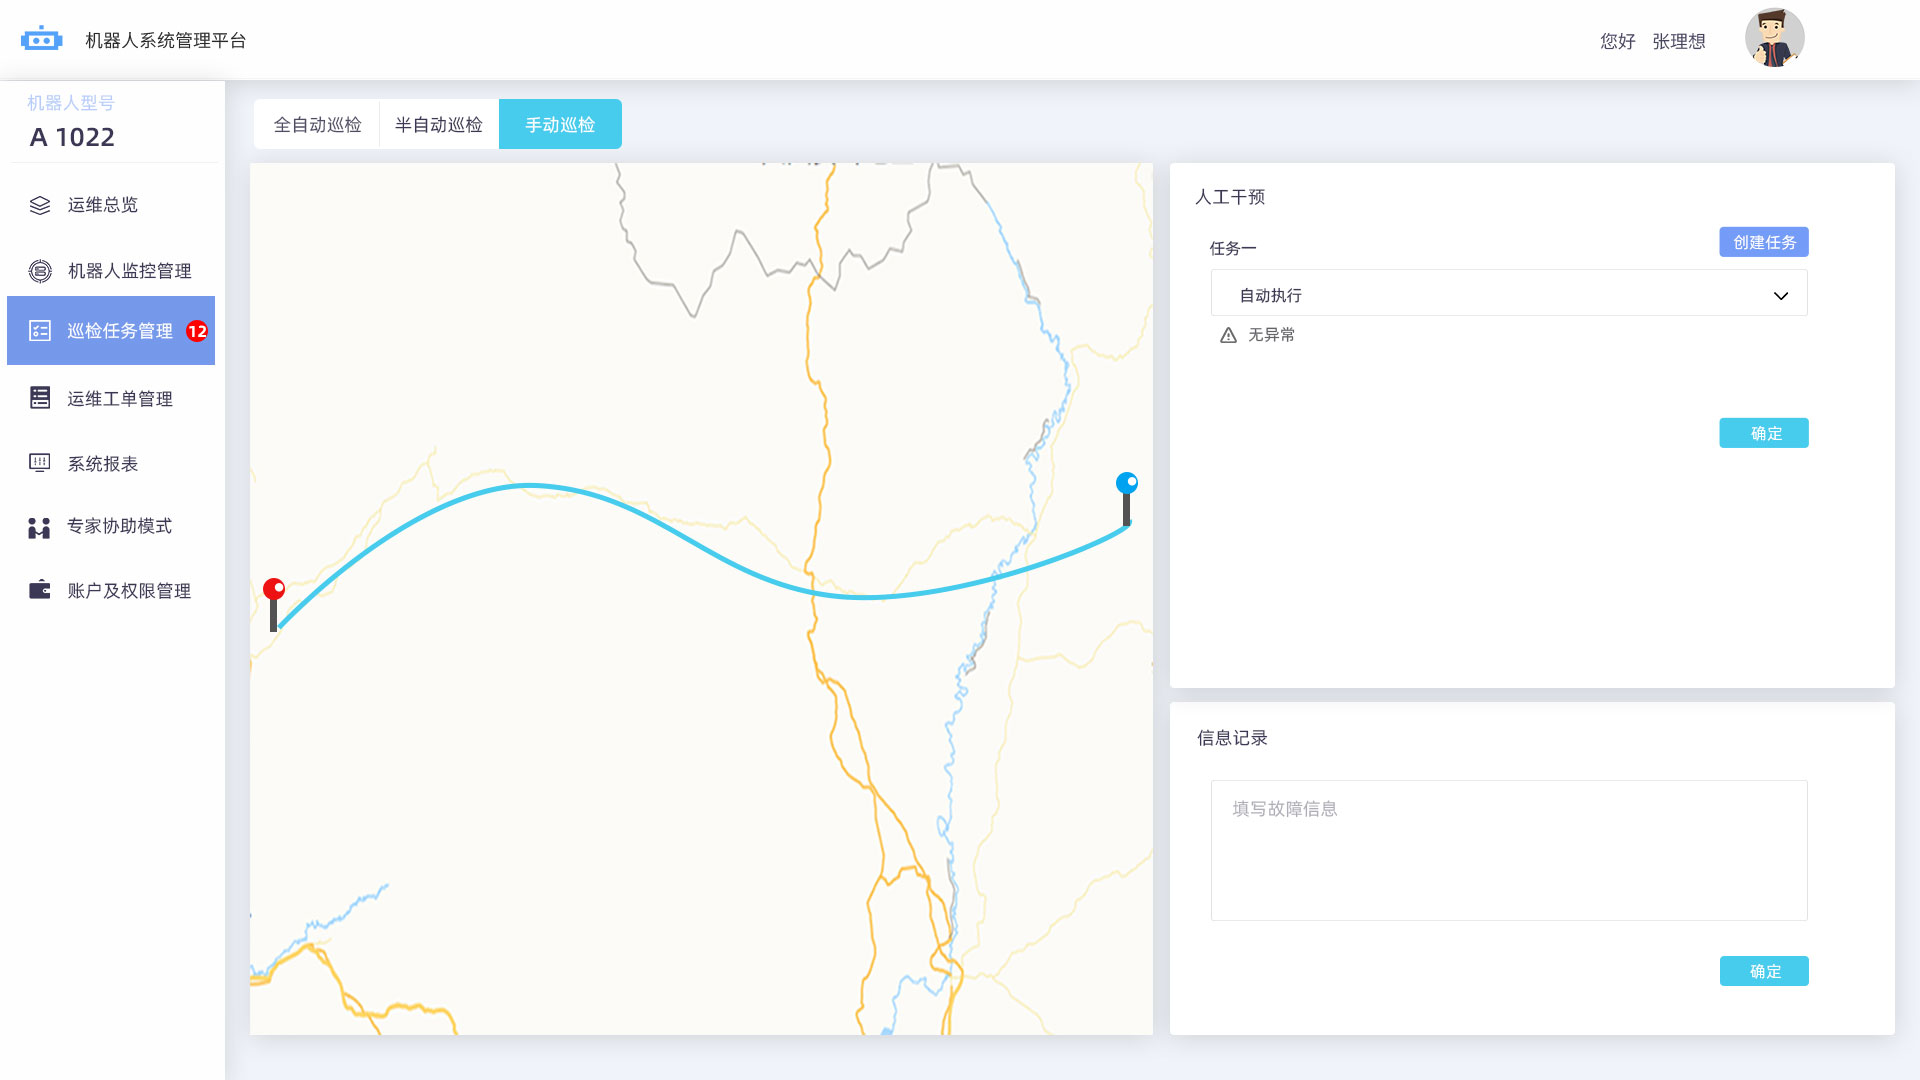 机器人系统管理平台
您好 张理想
机器人型号
A 1022
运维总览
机器人监控管理
巡检任务管理 12
运维工单管理
系统报表
专家协助模式
账户及权限管理
全自动巡检
半自动巡检
手动巡检
人工干预
任务一
创建任务
自动执行
无异常
确定
信息记录
填写故障信息
确定